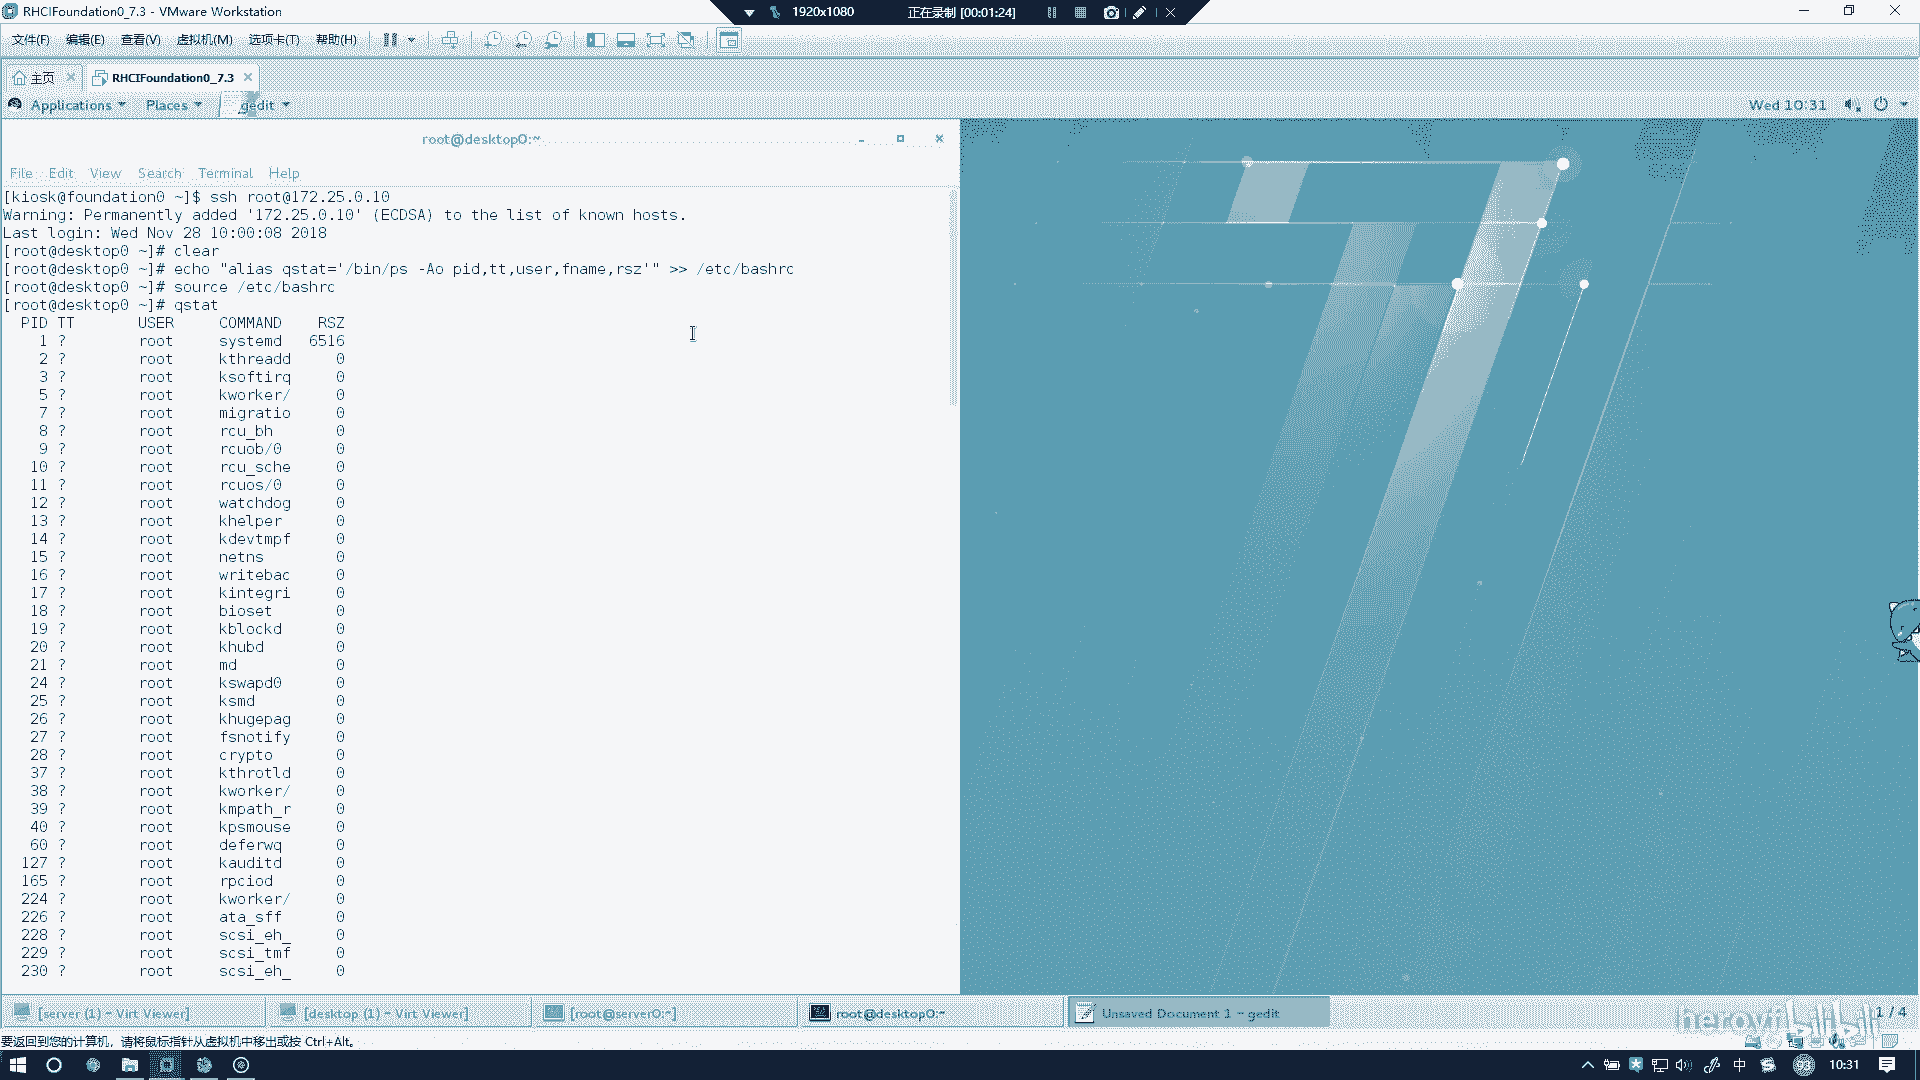 RHCIFoundation0_7.3 - VMware Workstation
1920x1080 正在录制 [00:01:24]
文件(F) 编辑(E) 查看(V) 虚拟机(M) 选项卡(T) 帮助(H)
主页 RHCIFoundation0_7.3
Applications Places gedit Wed 10:31
root@desktop0:~
File Edit View Search Terminal Help
[kiosk@foundation0 ~]$ ssh root@172.25.0.10
Warning: Permanently added '172.25.0.10' (ECDSA) to the list of known hosts.
Last login: Wed Nov 28 10:00:08 2018
[root@desktop0 ~]# clear
[root@desktop0 ~]# echo "alias qstat='/bin/ps -Ao pid,tt,user,fname,rsz'" >> /etc/bashrc
[root@desktop0 ~]# source /etc/bashrc
[root@desktop0 ~]# qstat
PID TT USER COMMAND RSZ
1 ? root systemd 6516
2 ? root kthreadd 0
3 ? root ksoftirq 0
5 ? root kworker/ 0
7 ? root migratio 0
8 ? root rcu_bh 0
9 ? root rcuob/0 0
10 ? root rcu_sche 0
11 ? root rcuos/0 0
12 ? root watchdog 0
13 ? root khelper 0
14 ? root kdevtmpf 0
15 ? root netns 0
16 ? root writebac 0
17 ? root kintegri 0
18 ? root bioset 0
19 ? root kblockd 0
20 ? root khubd 0
21 ? root md 0
24 ? root kswapd0 0
25 ? root ksmd 0
26 ? root khugepag 0
27 ? root fsnotify 0
28 ? root crypto 0
37 ? root kthrotld 0
38 ? root kworker/ 0
39 ? root kmpath_r 0
40 ? root kpsmouse 0
60 ? root deferwq 0
127 ? root kauditd 0
165 ? root rpciod 0
224 ? root kworker/ 0
226 ? root ata_sff 0
228 ? root scsi_eh_ 0
229 ? root scsi_tmf 0
230 ? root scsi_eh_ 0
[server (1) - Virt Viewer] [desktop (1) - Virt Viewer] [root@server0:~] root@desktop0:~ Unsaved Document 1 - gedit 1 / 4
要返回到您的计算机，请将鼠标指针从虚拟机中移出或按 Ctrl+Alt。
中 93 10:31